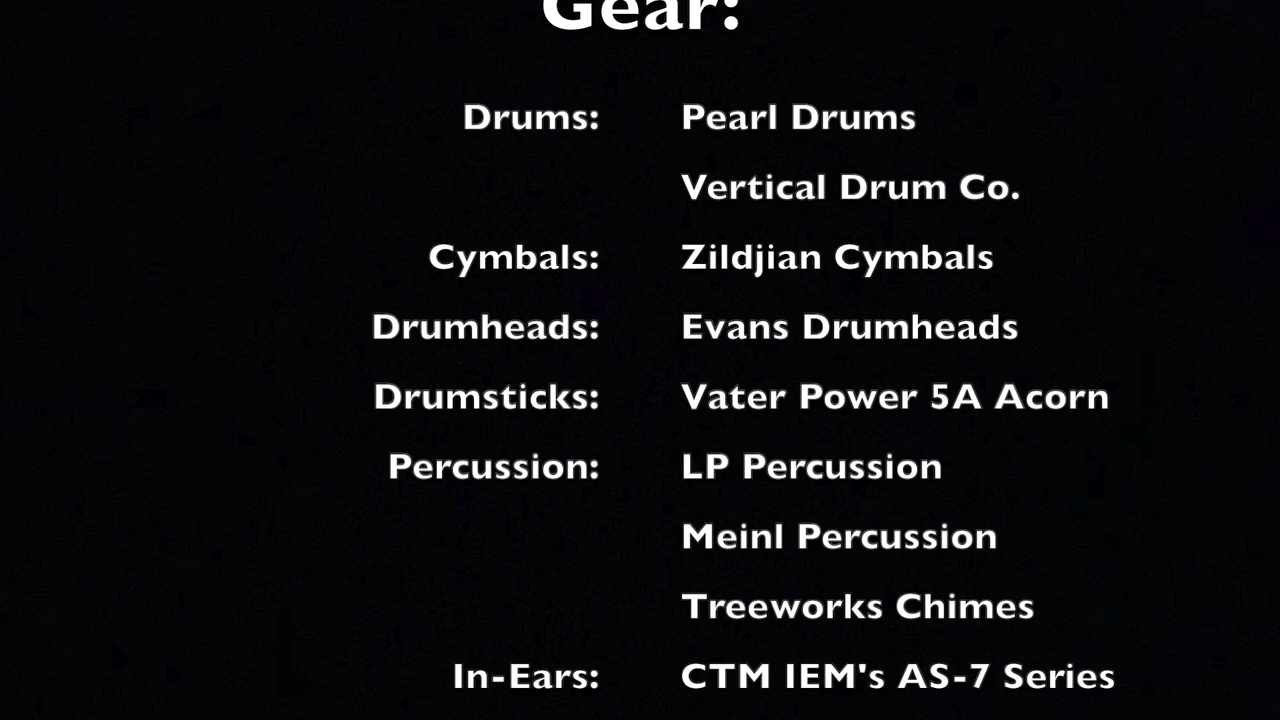 Gear:
Drums: Pearl Drums
Vertical Drum Co.
Cymbals: Zildjian Cymbals
Drumheads: Evans Drumheads
Drumsticks: Vater Power 5A Acorn
Percussion: LP Percussion
Meinl Percussion
Treeworks Chimes
In-Ears: CTM IEM's AS-7 Series